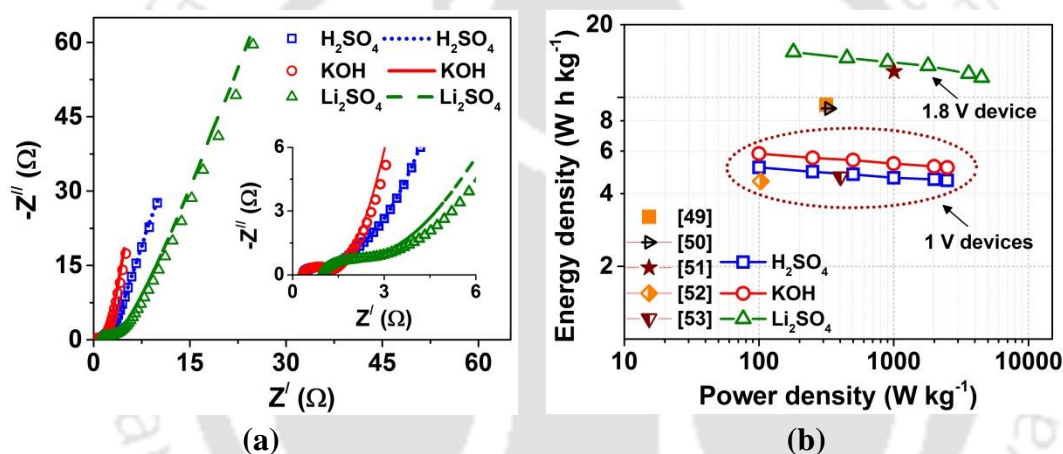 (a)
60
45
30
15
0
-Z// (Ω)
H2SO4 H2SO4
KOH KOH
Li2SO4 Li2SO4
6
3
0
-Z// (Ω)
0 3 6
Z/ (Ω)
0 15 30 45 60
Z/ (Ω)
(b)
20
8
6
4
2
Energy density (W h kg-1)
1.8 V device
1 V devices
[49]
[50]
[51]
[52]
[53]
H2SO4
KOH
Li2SO4
10 100 1000 10000
Power density (W kg-1)
(a)
(b)